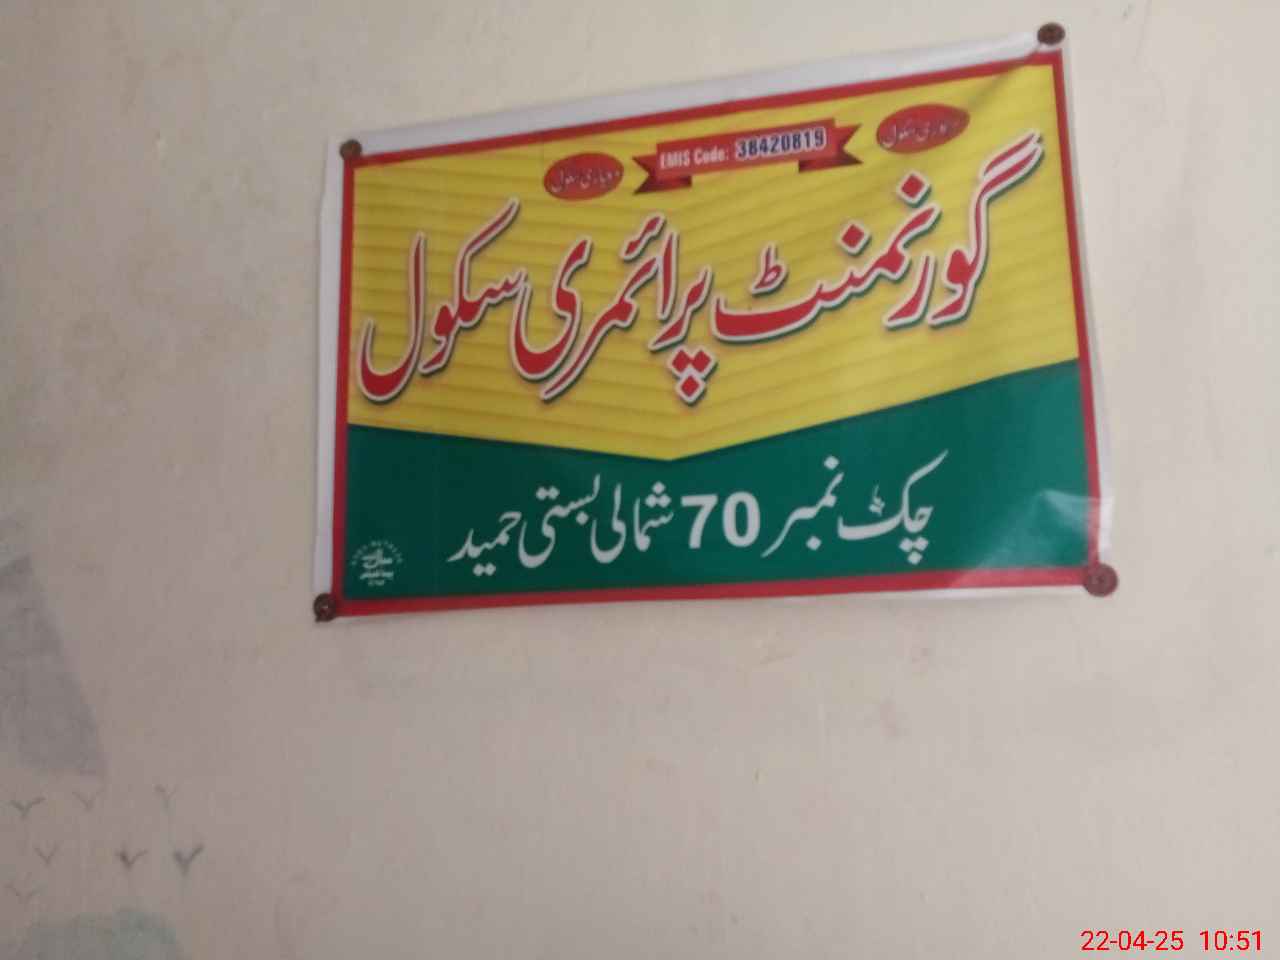 EMIS Code: 38420819
گورنمنٹ پرائمری سکول
چک نمبر 70 شمالی بستی حمید
22-04-25 10:51